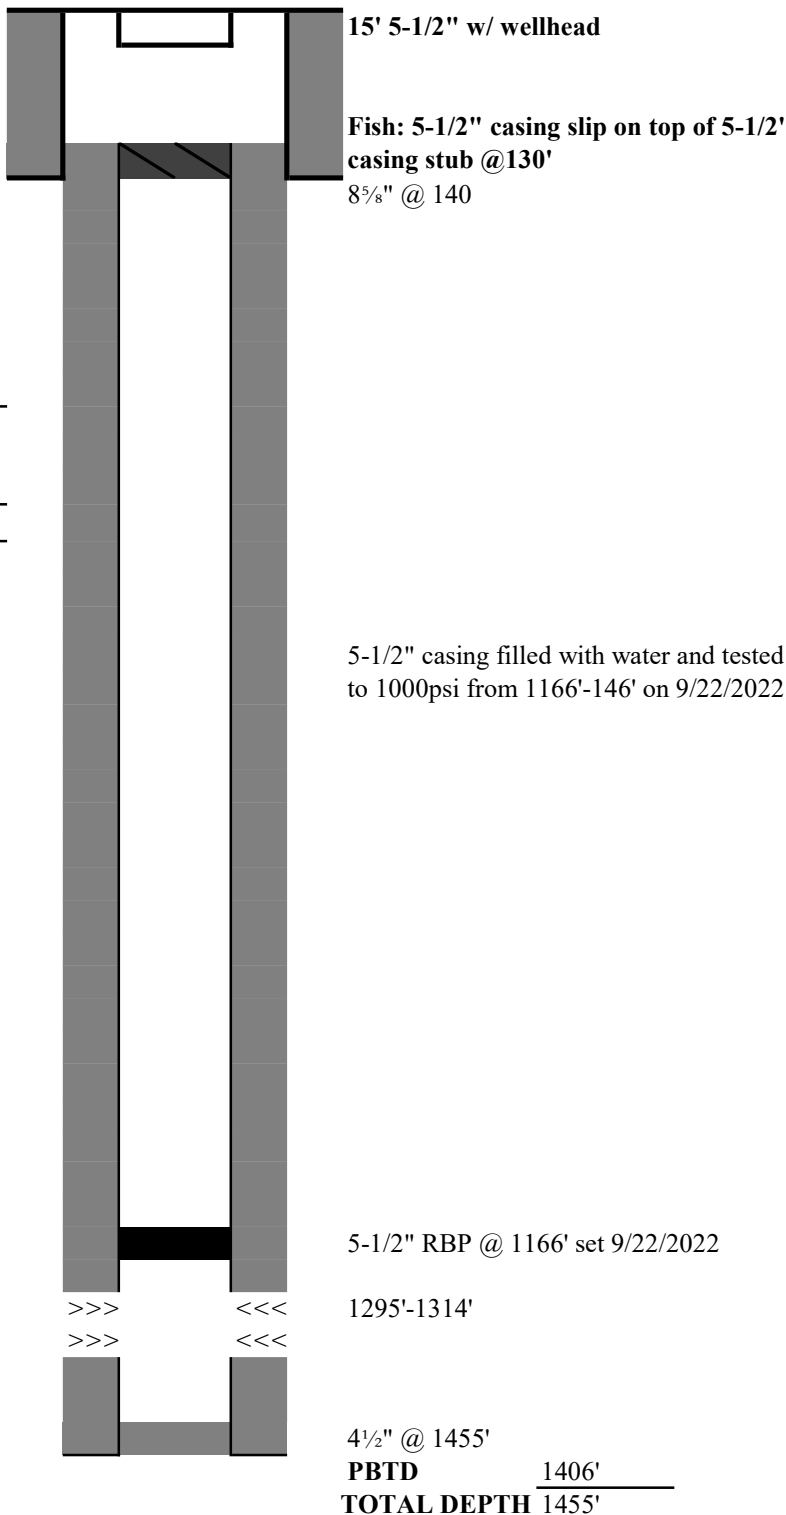 15' 5-1/2" w/ wellhead
Fish: 5-1/2" casing slip on top of 5-1/2'
casing stub @130'
8⅝" @ 140
5-1/2" casing filled with water and tested
to 1000psi from 1166'-146' on 9/22/2022
5-1/2" RBP @ 1166' set 9/22/2022
>>> <<< 1295'-1314'
>>> <<<
4½" @ 1455'
PBTD 1406'
TOTAL DEPTH 1455'